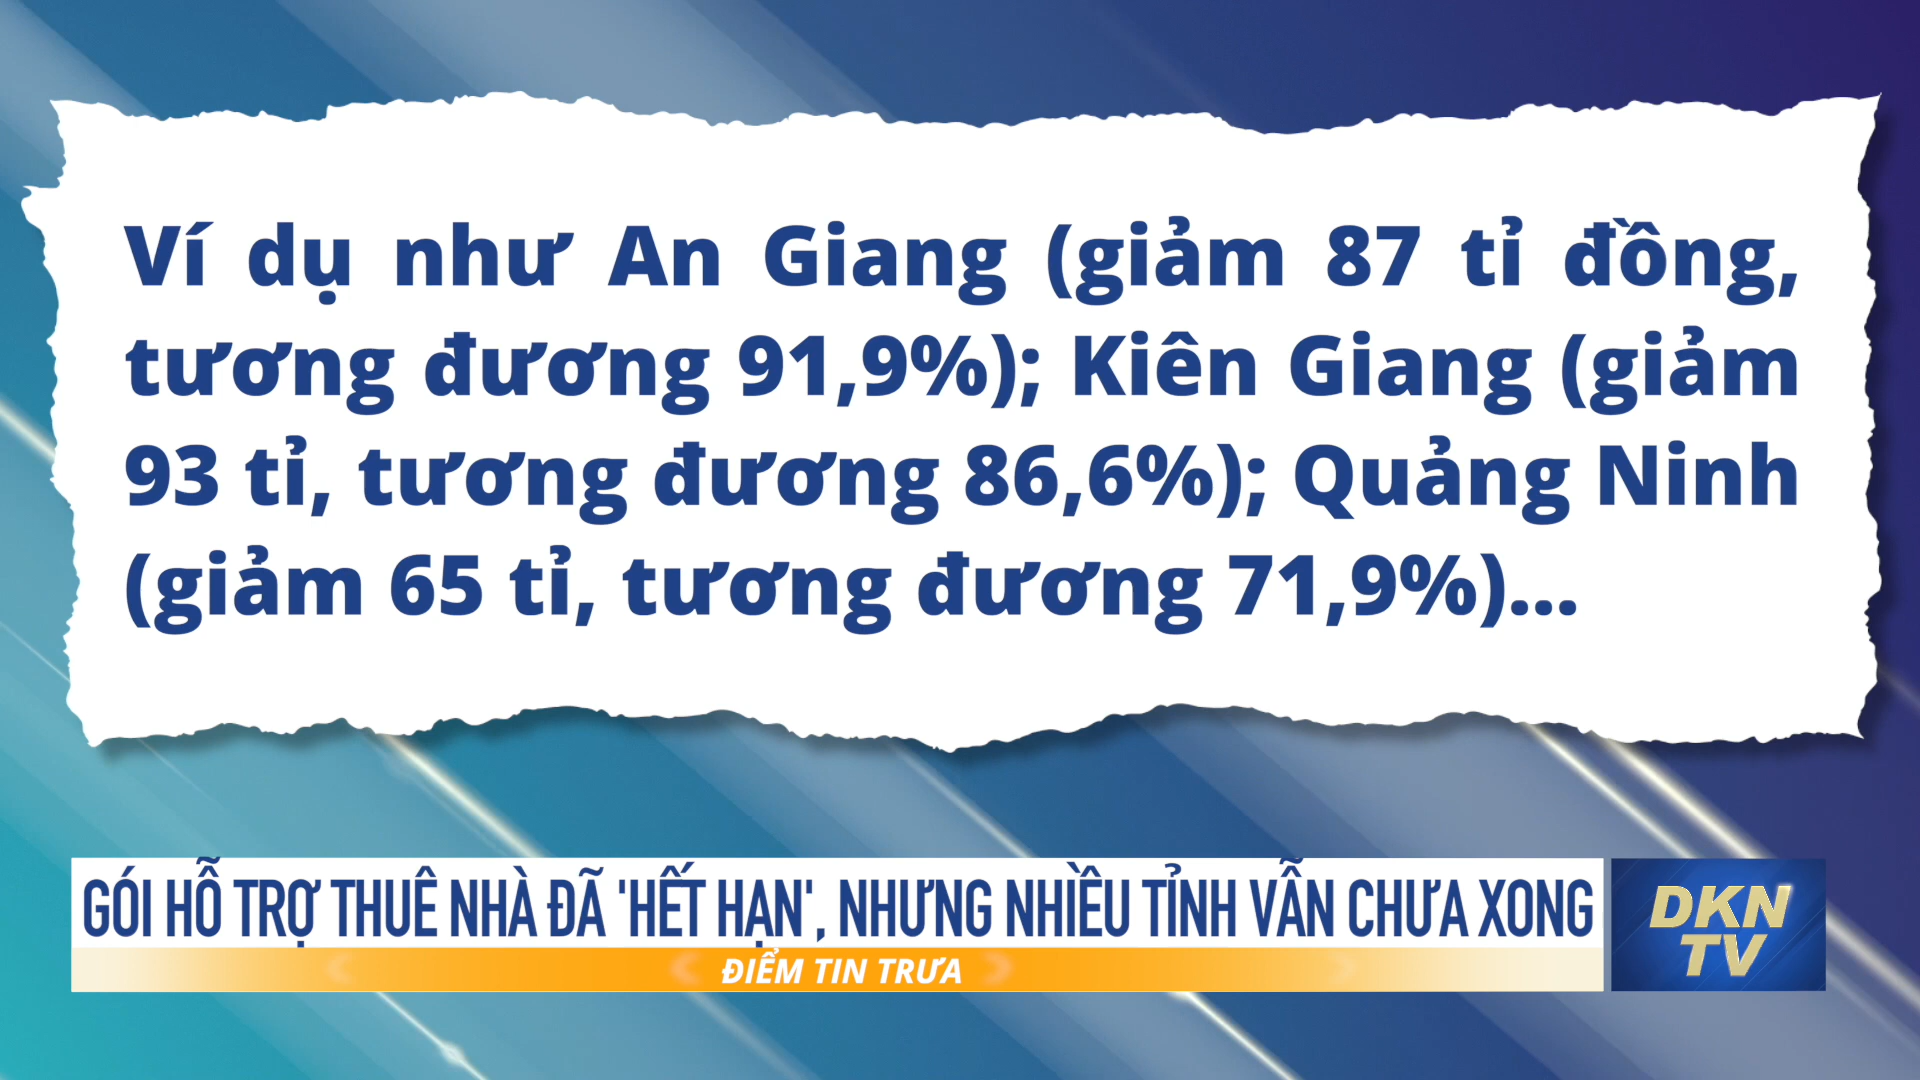 Ví dụ như An Giang (giảm 87 tỉ đồng,
tương đương 91,9%); Kiên Giang (giảm
93 tỉ, tương đương 86,6%); Quảng Ninh
(giảm 65 tỉ, tương đương 71,9%)...
GÓI HỖ TRỢ THUÊ NHÀ ĐÃ 'HẾT HẠN', NHƯNG NHIỀU TỈNH VẪN CHƯA XONG
ĐIỂM TIN TRƯA
DKN
TV